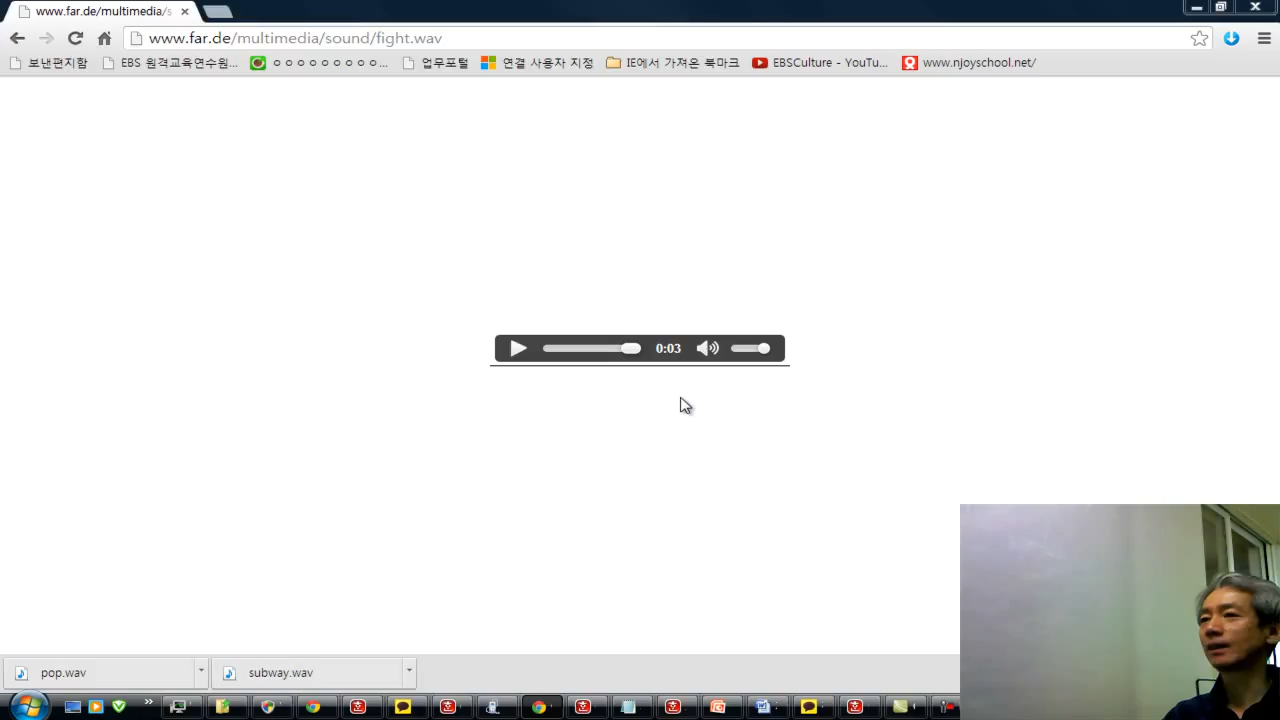 www.far.de/multimedia/s
www.far.de/multimedia/sound/fight.wav
보낸편지함 EBS 원격교육연수원... ㅇㅇㅇㅇㅇㅇㅇㅇㅇ... 업무포털 연결 사용자 지정 IE에서 가져온 북마크 EBSCulture - YouTu... www.njoyschool.net/
0:03
pop.wav subway.wav